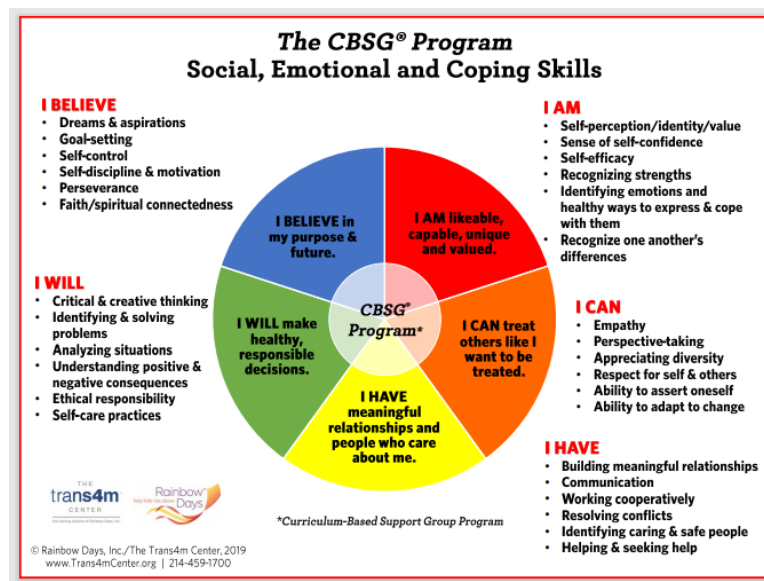 The CBSG® Program
Social, Emotional and Coping Skills
I BELIEVE
• Dreams & aspirations
• Goal-setting
• Self-control
• Self-discipline & motivation
• Perseverance
• Faith/spiritual connectedness
I AM
• Self-perception/identity/value
• Sense of self-confidence
• Self-efficacy
• Recognizing strengths
• Identifying emotions and
healthy ways to express & cope
with them
• Recognize one another's
differences
I BELIEVE in
my purpose &
future.
I AM likeable,
capable, unique
and valued.
I WILL
• Critical & creative thinking
• Identifying & solving
problems
• Analyzing situations
• Understanding positive &
negative consequences
• Ethical responsibility
• Self-care practices
I WILL make
healthy,
responsible
decisions.
CBSG®
Program*
I CAN treat
others like I
want to be
treated.
I CAN
• Empathy
• Perspective-taking
• Appreciating diversity
• Respect for self & others
• Ability to assert oneself
• Ability to adapt to change
I HAVE
meaningful
relationships and
people who care
about me.
I HAVE
• Building meaningful relationships
• Communication
• Working cooperatively
• Resolving conflicts
• Identifying caring & safe people
• Helping & seeking help
THE
trans4m™
CENTER
the training division of Rainbow Days, Inc.
Rainbow™
Days
*Curriculum-Based Support Group Program
© Rainbow Days, Inc./The Trans4m Center, 2019
www.Trans4mCenter.org | 214-459-1700